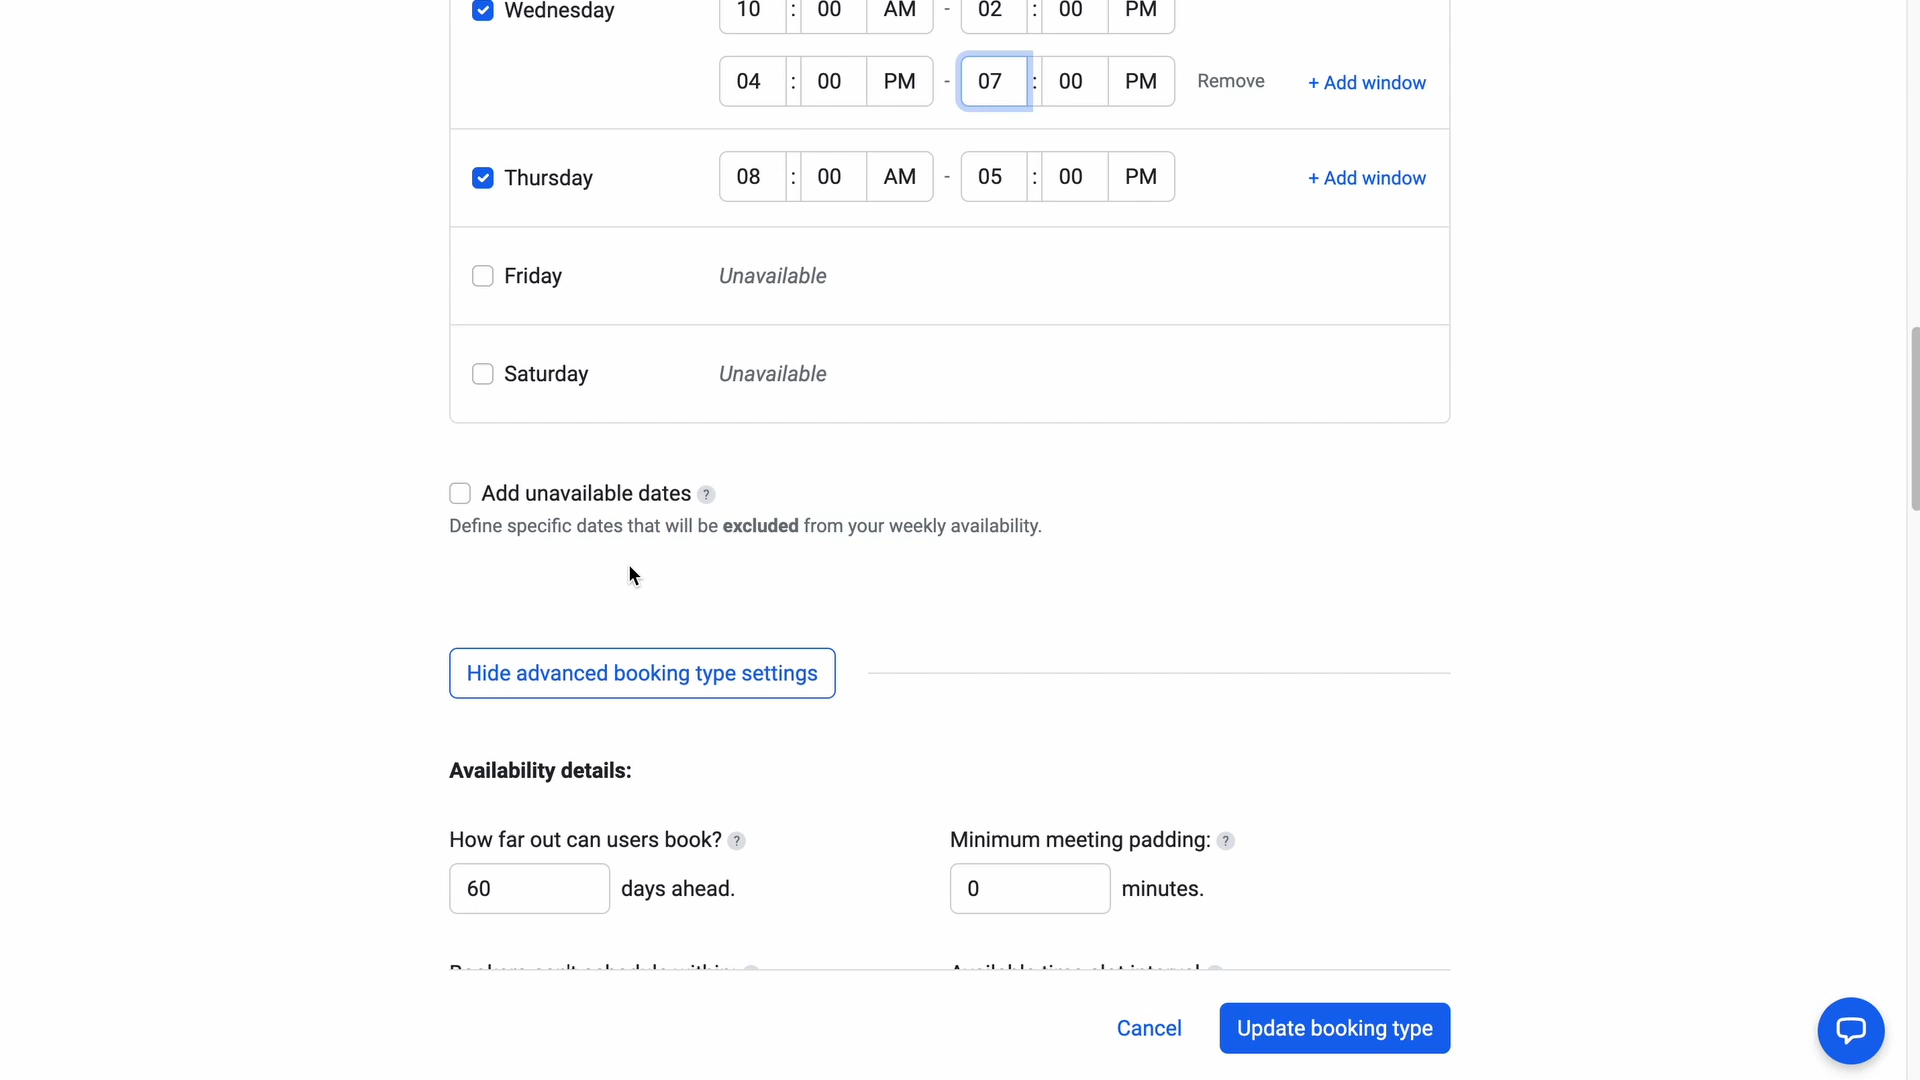 Wednesday 10 : 00 AM - 02 : 00 PM
04 : 00 PM - 07 : 00 PM Remove + Add window
Thursday 08 : 00 AM - 05 : 00 PM + Add window
Friday Unavailable
Saturday Unavailable
Add unavailable dates ?
Define specific dates that will be excluded from your weekly availability.
Hide advanced booking type settings
Availability details:
How far out can users book? ? Minimum meeting padding: ?
60 days ahead. 0 minutes.
Cancel Update booking type